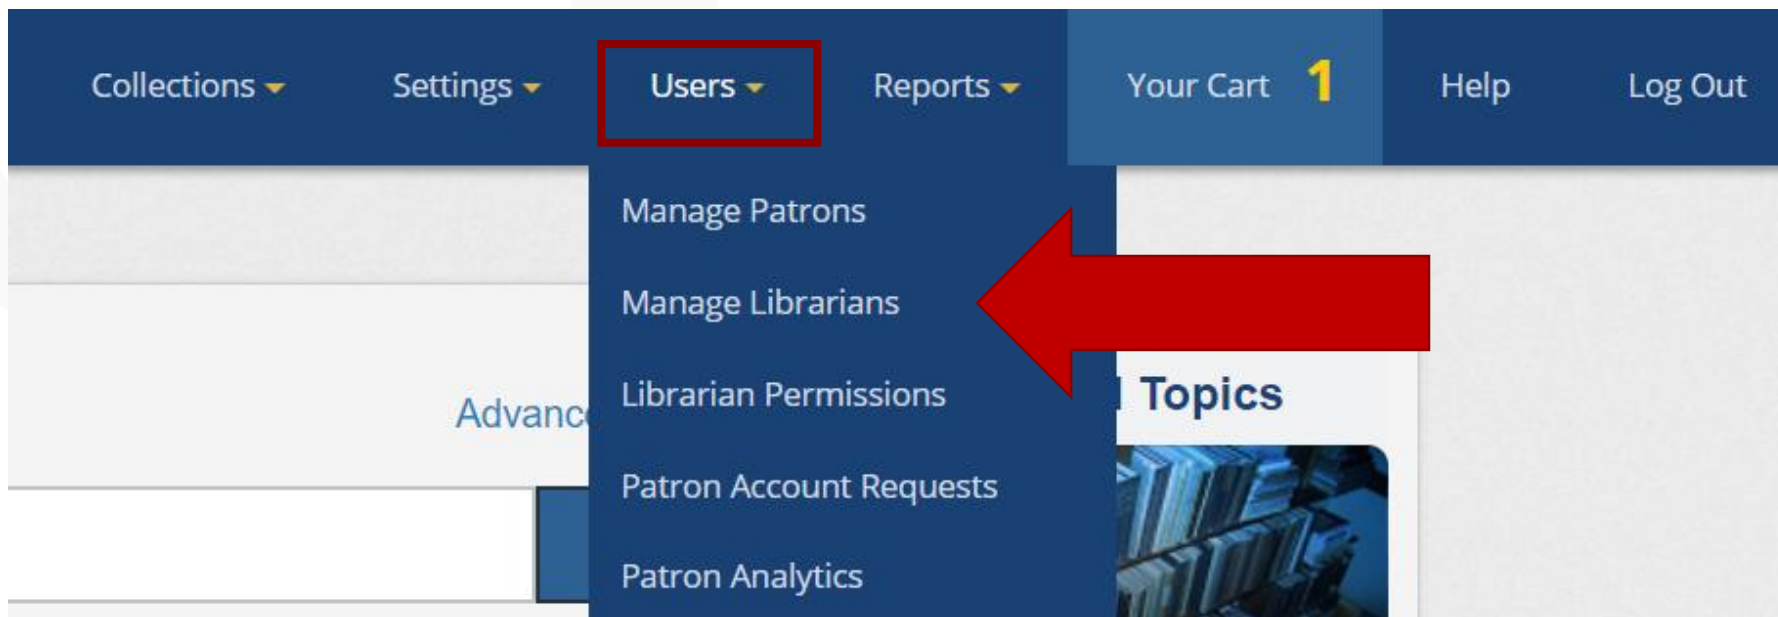 Collections Settings Users Reports Your Cart 1 Help Log Out
Manage Patrons
Manage Librarians
Librarian Permissions
Advanc
Topics
Patron Account Requests
Patron Analytics